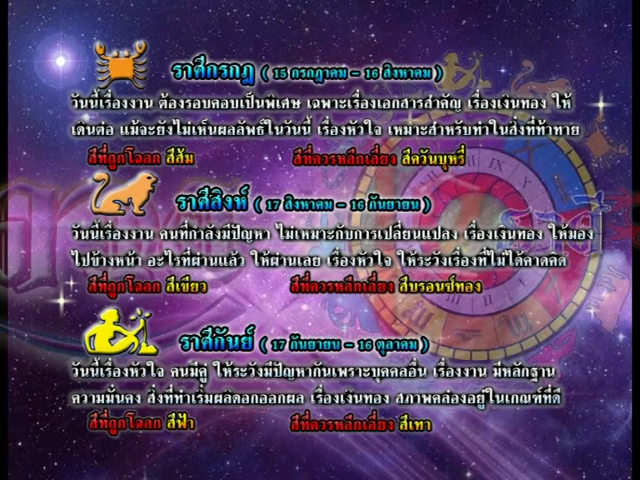 ราศีกรกฎ ( 15 กรกฎาคม - 16 สิงหาคม )
วันนี้เรื่องงาน ต้องรอบคอบเป็นพิเศษ เฉพาะเรื่องเอกสารสำคัญ เรื่องเงินทอง ให้
เดินต่อ แม้จะยังไม่เห็นผลลัพธ์ในวันนี้ เรื่องหัวใจ เหมาะสำหรับทำในสิ่งที่ท้าทาย
สีที่ถูกโฉลก สีส้ม สีที่ควรหลีกเลี่ยง สีควันบุหรี่
ราศีสิงห์ ( 17 สิงหาคม - 16 กันยายน )
วันนี้เรื่องงาน คนที่กำลังมีปัญหา ไม่เหมาะกับการเปลี่ยนแปลง เรื่องเงินทอง ให้มอง
ไปข้างหน้า อะไรที่ผ่านแล้ว ให้ผ่านเลย เรื่องหัวใจ ให้ระวังเรื่องที่ไม่ได้คาดคิด
สีที่ถูกโฉลก สีเขียว สีที่ควรหลีกเลี่ยง สีบรอนซ์ทอง
ราศีกันย์ ( 17 กันยายน - 16 ตุลาคม )
วันนี้เรื่องหัวใจ คนมีคู่ ให้ระวังมีปัญหากันเพราะบุคคลอื่น เรื่องงาน มีหลักฐาน
ความมั่นคง สิ่งที่ทำเริ่มผลิดอกออกผล เรื่องเงินทอง สภาพคล่องอยู่ในเกณฑ์ที่ดี
สีที่ถูกโฉลก สีฟ้า สีที่ควรหลีกเลี่ยง สีเทา